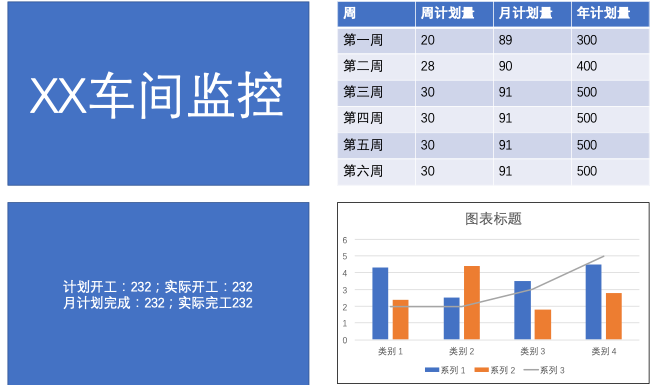 XX车间监控
周 周计划量 月计划量 年计划量
第一周 20 89 300
第二周 28 90 400
第三周 30 91 500
第四周 30 91 500
第五周 30 91 500
第六周 30 91 500
计划开工：232；实际开工：232
月计划完成：232；实际完工232
图表标题
6
5
4
3
2
1
0
类别 1 类别 2 类别 3 类别 4
系列 1 系列 2 系列 3